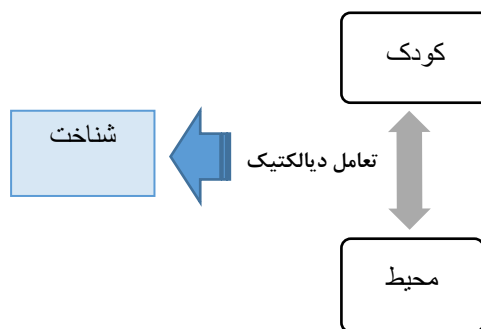 کودک
شناخت
تعامل دیالکتیک
محیط